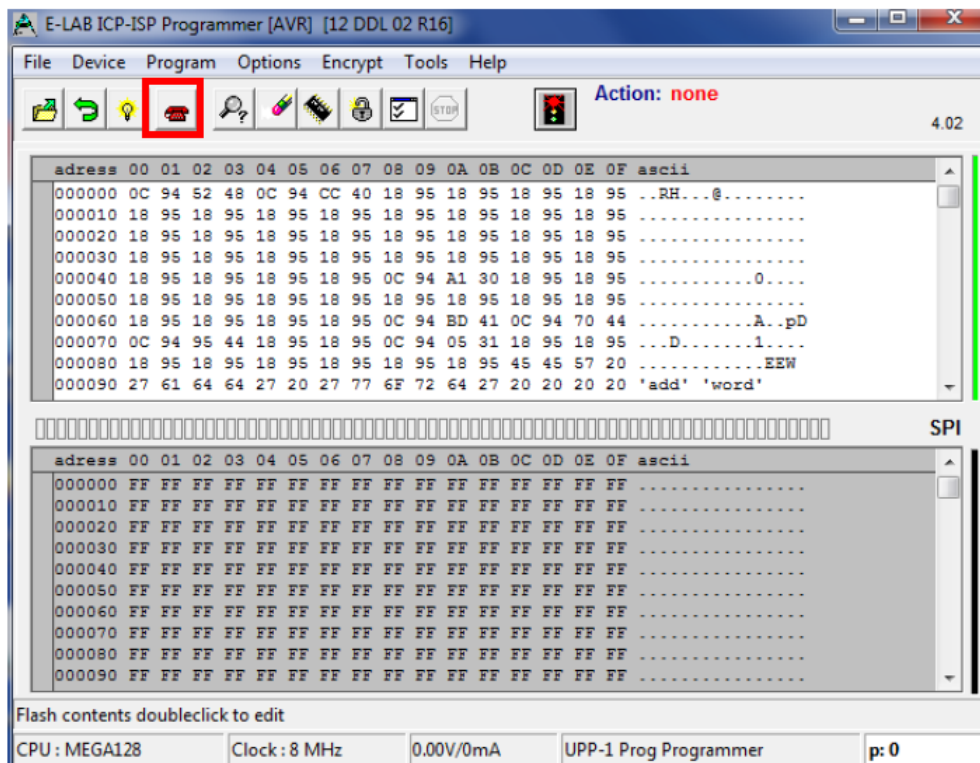 E-LAB ICP-ISP Programmer [AVR] [12 DDL 02 R16]
File Device Program Options Encrypt Tools Help
STOP
Action: none
4.02
adress 00 01 02 03 04 05 06 07 08 09 0A 0B 0C 0D 0E 0F ascii
000000 0C 94 52 48 0C 94 CC 40 18 95 18 95 18 95 18 95 ..RH...@........
000010 18 95 18 95 18 95 18 95 18 95 18 95 18 95 18 95 ................
000020 18 95 18 95 18 95 18 95 18 95 18 95 18 95 18 95 ................
000030 18 95 18 95 18 95 18 95 18 95 18 95 18 95 18 95 ................
000040 18 95 18 95 18 95 18 95 0C 94 A1 30 18 95 18 95 ...........0....
000050 18 95 18 95 18 95 18 95 18 95 18 95 18 95 18 95 ................
000060 18 95 18 95 18 95 18 95 0C 94 BD 41 0C 94 70 44 ...........A..pD
000070 0C 94 95 44 18 95 18 95 0C 94 05 31 18 95 18 95 ...D.......1....
000080 18 95 18 95 18 95 18 95 18 95 18 95 45 45 57 20 ............EEW
000090 27 61 64 64 27 20 27 77 6F 72 64 27 20 20 20 20 'add' 'word'
SPI
adress 00 01 02 03 04 05 06 07 08 09 0A 0B 0C 0D 0E 0F ascii
000000 FF FF FF FF FF FF FF FF FF FF FF FF FF FF FF FF ................
000010 FF FF FF FF FF FF FF FF FF FF FF FF FF FF FF FF ................
000020 FF FF FF FF FF FF FF FF FF FF FF FF FF FF FF FF ................
000030 FF FF FF FF FF FF FF FF FF FF FF FF FF FF FF FF ................
000040 FF FF FF FF FF FF FF FF FF FF FF FF FF FF FF FF ................
000050 FF FF FF FF FF FF FF FF FF FF FF FF FF FF FF FF ................
000060 FF FF FF FF FF FF FF FF FF FF FF FF FF FF FF FF ................
000070 FF FF FF FF FF FF FF FF FF FF FF FF FF FF FF FF ................
000080 FF FF FF FF FF FF FF FF FF FF FF FF FF FF FF FF ................
000090 FF FF FF FF FF FF FF FF FF FF FF FF FF FF FF FF ................
Flash contents doubleclick to edit
CPU : MEGA128 Clock : 8 MHz 0.00V/0mA UPP-1 Prog Programmer p: 0